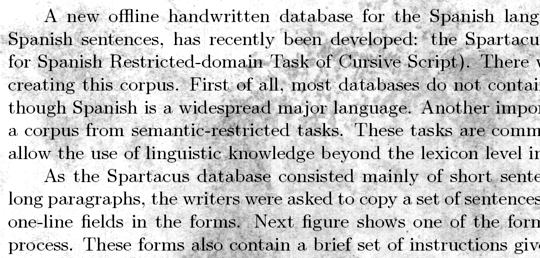 A new offline handwritten database for the Spanish lang
Spanish sentences, has recently been developed: the Spartacu
for Spanish Restricted-domain Task of Cursive Script). There
creating this corpus. First of all, most databases do not contai
though Spanish is a widespread major language. Another impor
a corpus from semantic-restricted tasks. These tasks are comm
allow the use of linguistic knowledge beyond the lexicon level in
As the Spartacus database consisted mainly of short sente
long paragraphs, the writers were asked to copy a set of sentences
one-line fields in the forms. Next figure shows one of the form
process. These forms also contain a brief set of instructions giv